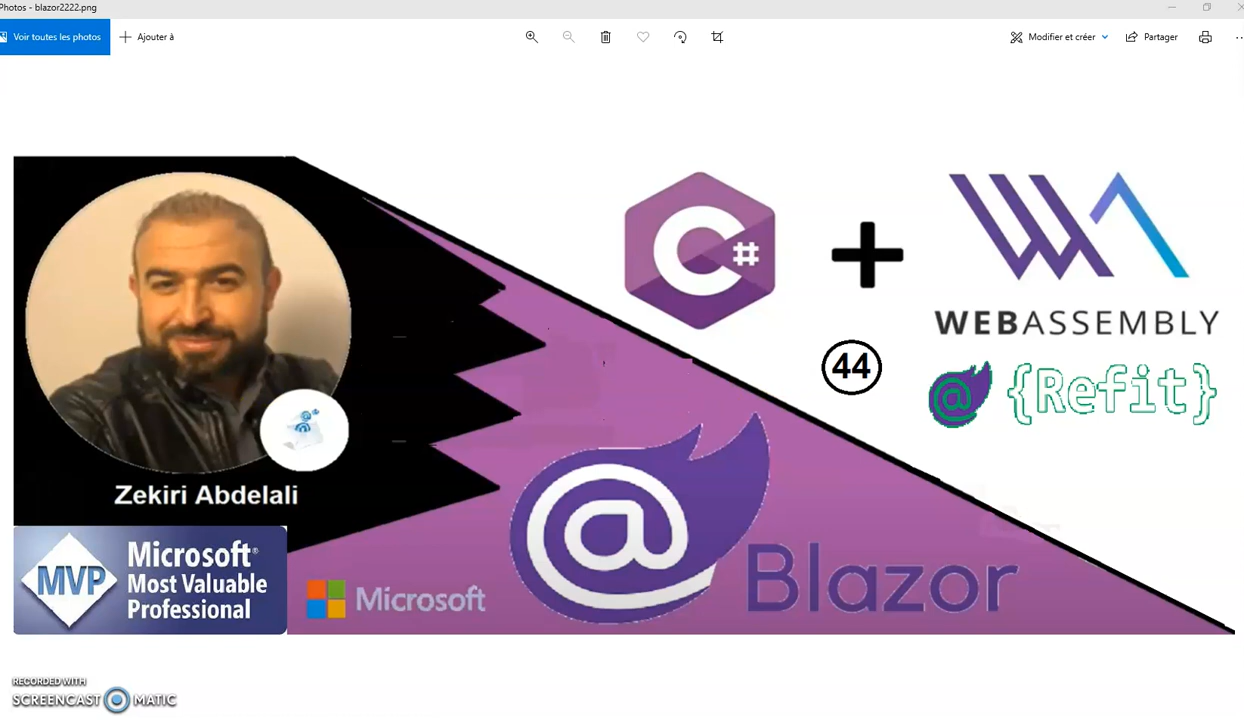 Photos - blazor2222.png
Voir toutes les photos
Ajouter à
Modifier et créer
Partager
C#
+
WEBASSEMBLY
44
@ {Refit}
Zekiri Abdelali
MVP
Microsoft®
Most Valuable
Professional
Microsoft
@ Blazor
RECORDED WITH
SCREENCAST MATIC